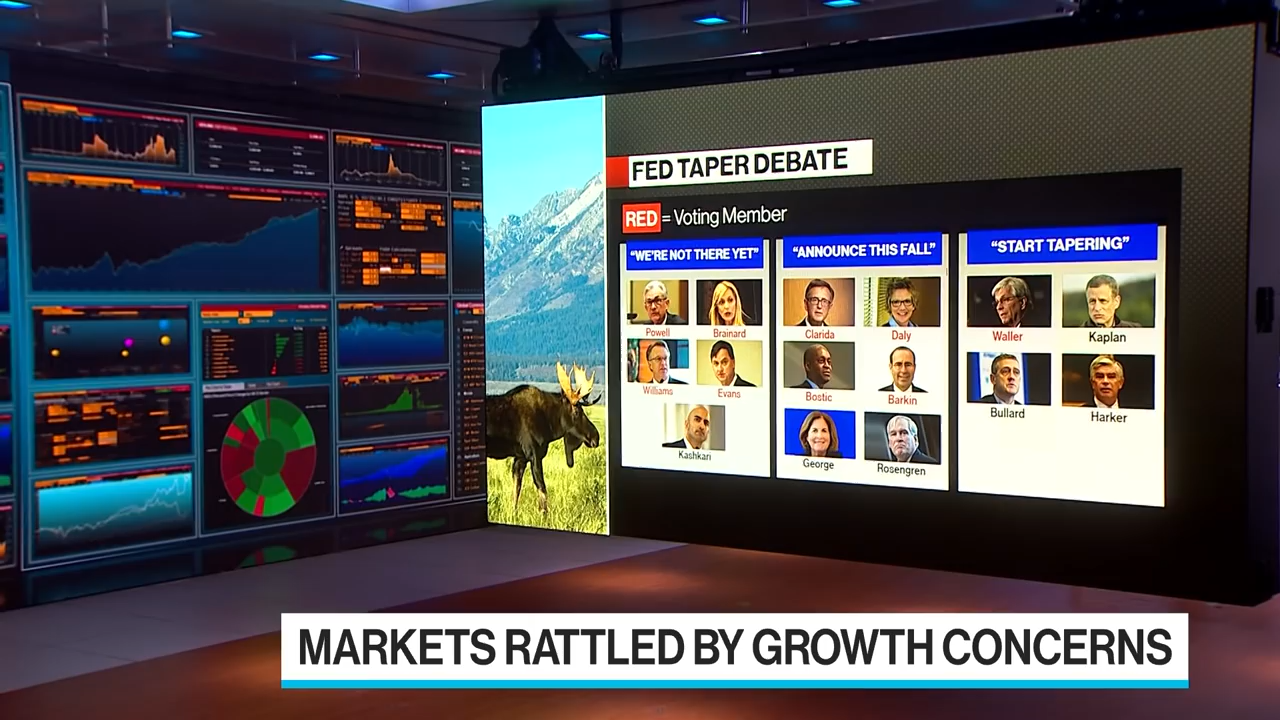 FED TAPER DEBATE
RED = Voting Member
"WE'RE NOT THERE YET"
"ANNOUNCE THIS FALL"
"START TAPERING"
Powell
Brainard
Clarida
Daly
Waller
Kaplan
Williams
Evans
Bostic
Barkin
Bullard
Harker
Kashkari
George
Rosengren
MARKETS RATTLED BY GROWTH CONCERNS